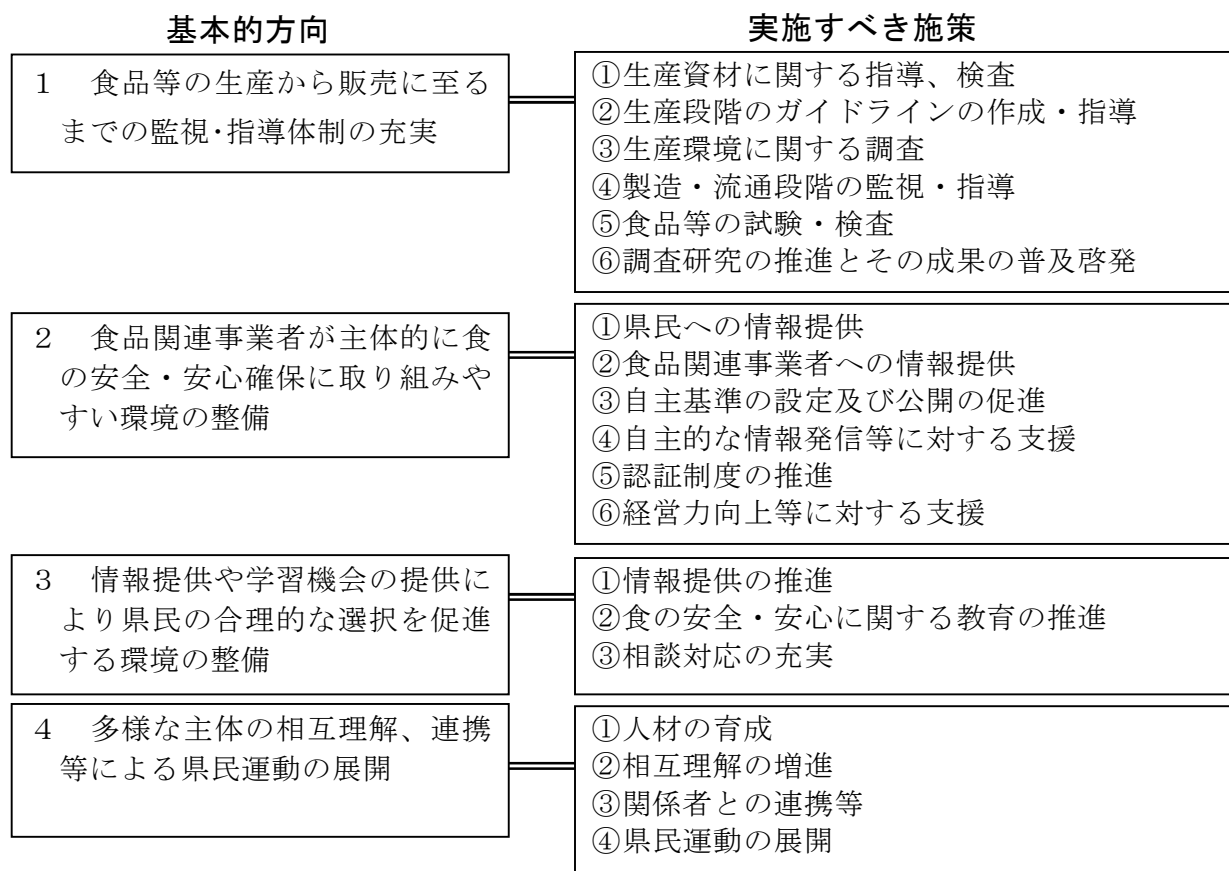 基本的方向
実施すべき施策
１　食品等の生産から販売に至る
までの監視･指導体制の充実
①生産資材に関する指導、検査
②生産段階のガイドラインの作成・指導
③生産環境に関する調査
④製造・流通段階の監視・指導
⑤食品等の試験・検査
⑥調査研究の推進とその成果の普及啓発
２　食品関連事業者が主体的に食
の安全・安心確保に取り組みや
すい環境の整備
①県民への情報提供
②食品関連事業者への情報提供
③自主基準の設定及び公開の促進
④自主的な情報発信等に対する支援
⑤認証制度の推進
⑥経営力向上等に対する支援
３　情報提供や学習機会の提供に
より県民の合理的な選択を促進
する環境の整備
①情報提供の推進
②食の安全・安心に関する教育の推進
③相談対応の充実
４　多様な主体の相互理解、連携
等による県民運動の展開
①人材の育成
②相互理解の増進
③関係者との連携等
④県民運動の展開